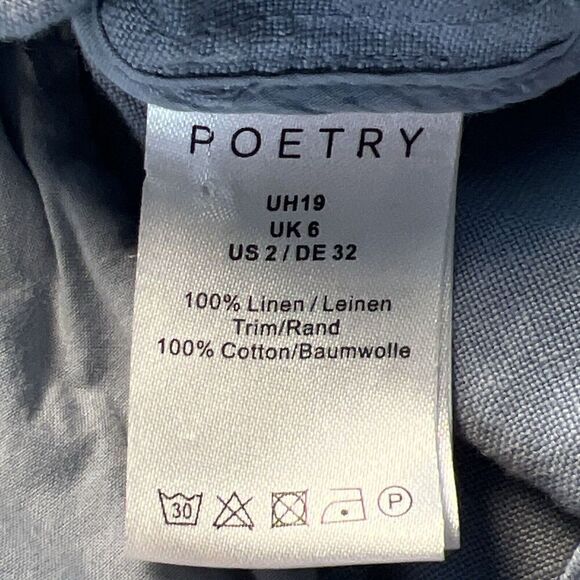 POETRY
UH19
UK 6
US 2 / DE 32
100% Linen / Leinen
Trim/Rand
100% Cotton/Baumwolle
30 P